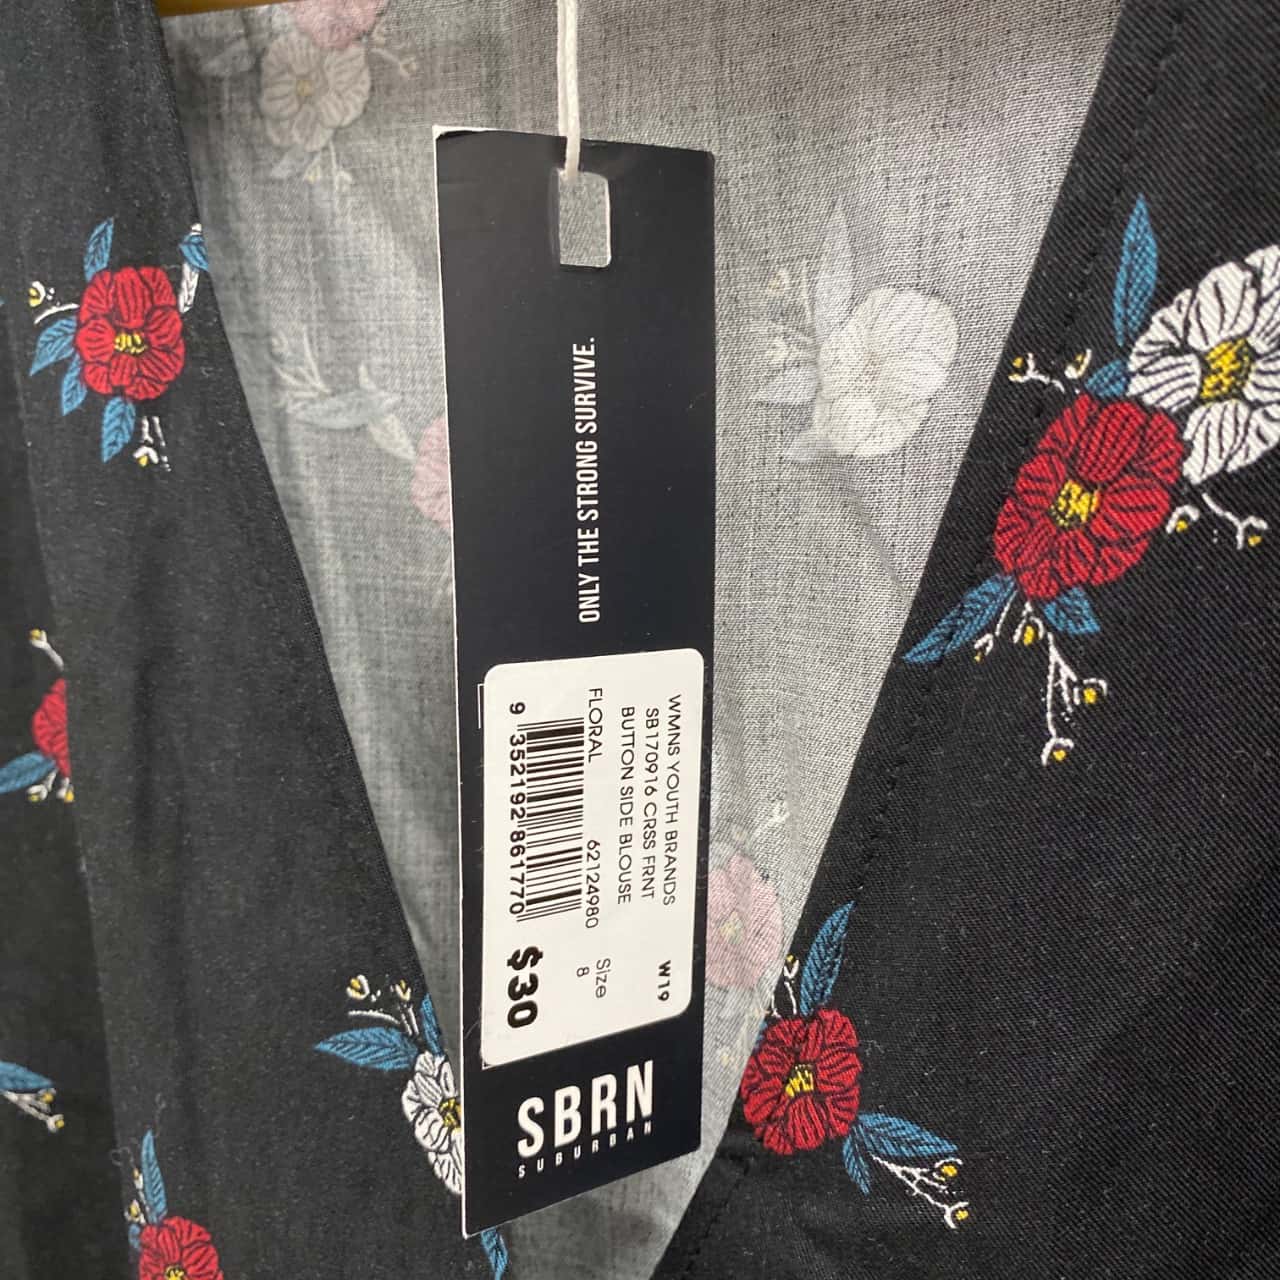 ONLY THE STRONG SURVIVE.
WMNS YOUTH BRANDS
SB170916 CRSS FRNT W19
BUTTON SIDE BLOUSE
FLORAL 62124980 Size
8
9 352192 861770 $30
SBRN
SUBURBAN